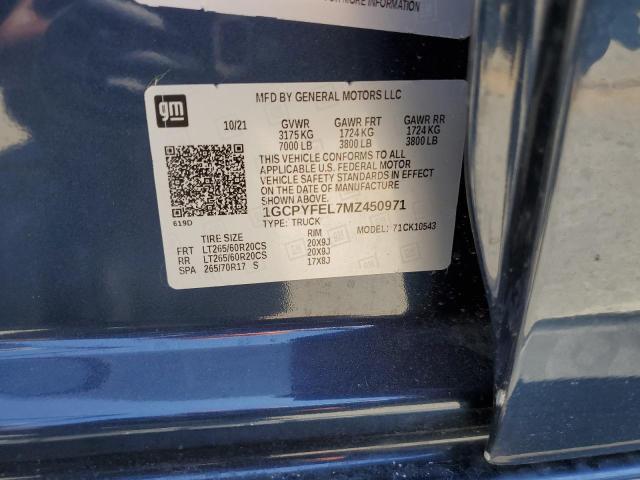 FOR MORE INFORMATION
gm
MFD BY GENERAL MOTORS LLC
10/21 GVWR GAWR FRT GAWR RR
3175 KG 1724 KG 1724 KG
7000 LB 3800 LB 3800 LB
THIS VEHICLE CONFORMS TO ALL
APPLICABLE U.S. FEDERAL MOTOR
VEHICLE SAFETY STANDARDS IN EFFECT
ON THE DATE OF MANUFACTURE
SHOWN ABOVE.
1GCPYFEL7MZ450971
619D
TYPE: TRUCK MODEL: 71CK10543
TIRE SIZE RIM
FRT LT265/60R20CS 20X9J
RR LT265/60R20CS 20X9J
SPA 265/70R17 S 17X8J